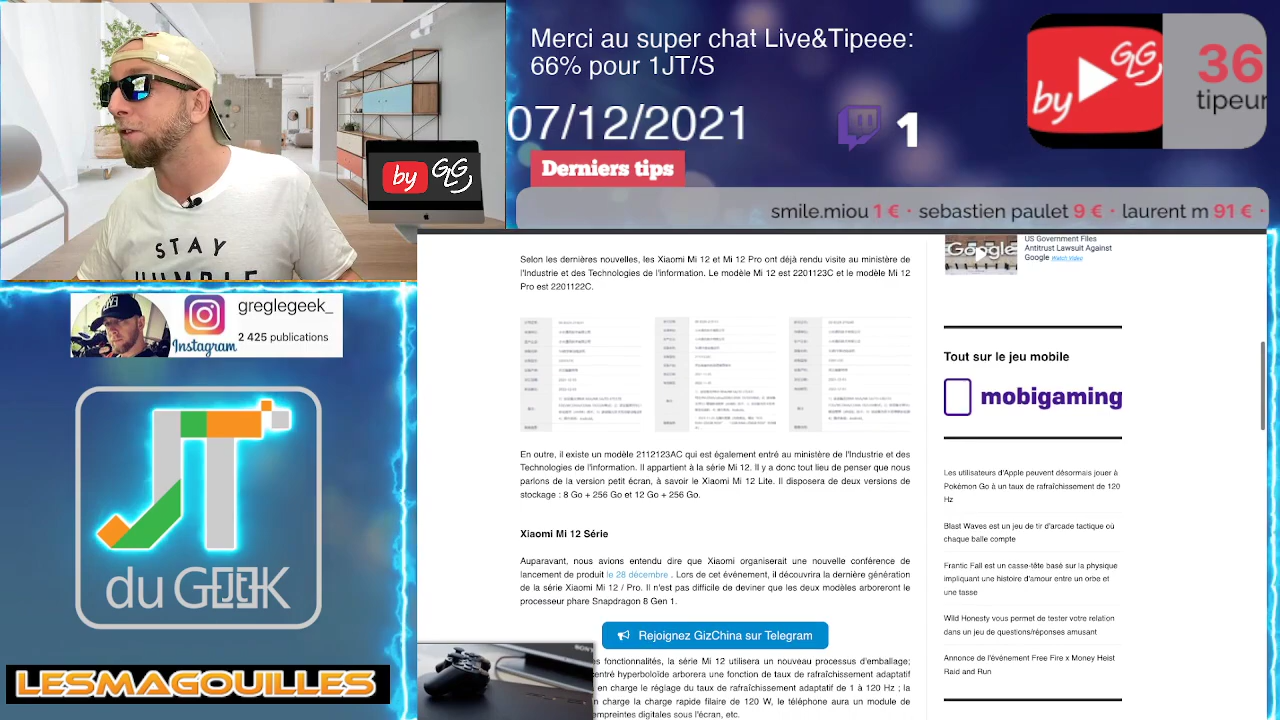 Merci au super chat Live&Tipeee:
66% pour 1JT/S
07/12/2021
1
by GLG
36
tipeur
Derniers tips
smile.miou 1 € · sebastien paulet 9 € · laurent m 91 € ·
by GLG
STAY
HUMBLE
greglegeek_
Instagram
2 425 publications
JT
du GEEK
LESMAGOUILLES
Selon les dernières nouvelles, les Xiaomi Mi 12 et Mi 12 Pro ont déjà rendu visite au ministère de
l'Industrie et des Technologies de l'information. Le modèle Mi 12 est 2201123C et le modèle Mi 12
Pro est 2201122C.
En outre, il existe un modèle 2112123AC qui est également entré au ministère de l'Industrie et des
Technologies de l'Information. Il appartient à la série Mi 12. Il y a donc tout lieu de penser que nous
parlons de la version petit écran, à savoir le Xiaomi Mi 12 Lite. Il disposera de deux versions de
stockage : 8 Go + 256 Go et 12 Go + 256 Go.
Xiaomi Mi 12 Série
Auparavant, nous avions entendu dire que Xiaomi organiserait une nouvelle conférence de
lancement de produit le 28 décembre . Lors de cet événement, il découvrira la dernière génération
de la série Xiaomi Mi 12 / Pro. Il n'est pas difficile de deviner que les deux modèles arboreront le
processeur phare Snapdragon 8 Gen 1.
Rejoignez GizChina sur Telegram
s fonctionnalités, la série Mi 12 utilisera un nouveau processus d'emballage;
centré hyperboloïde arborera une fonction de taux de rafraîchissement adaptatif
en charge le réglage du taux de rafraîchissement adaptatif de 1 à 120 Hz ; la
n charge la charge rapide filaire de 120 W, le téléphone aura un module de
empreintes digitales sous l'écran, etc.
SONY
Google
US Government Files
Antitrust Lawsuit Against
Google Watch Video
Tout sur le jeu mobile
mobigaming
Les utilisateurs d'Apple peuvent désormais jouer à
Pokémon Go à un taux de rafraîchissement de 120
Hz
Blast Waves est un jeu de tir d'arcade tactique où
chaque balle compte
Frantic Fall est un casse-tête basé sur la physique
impliquant une histoire d'amour entre un orbe et
une tasse
Wild Honesty vous permet de tester votre relation
dans un jeu de questions/réponses amusant
Annonce de l'événement Free Fire x Money Heist
Raid and Run